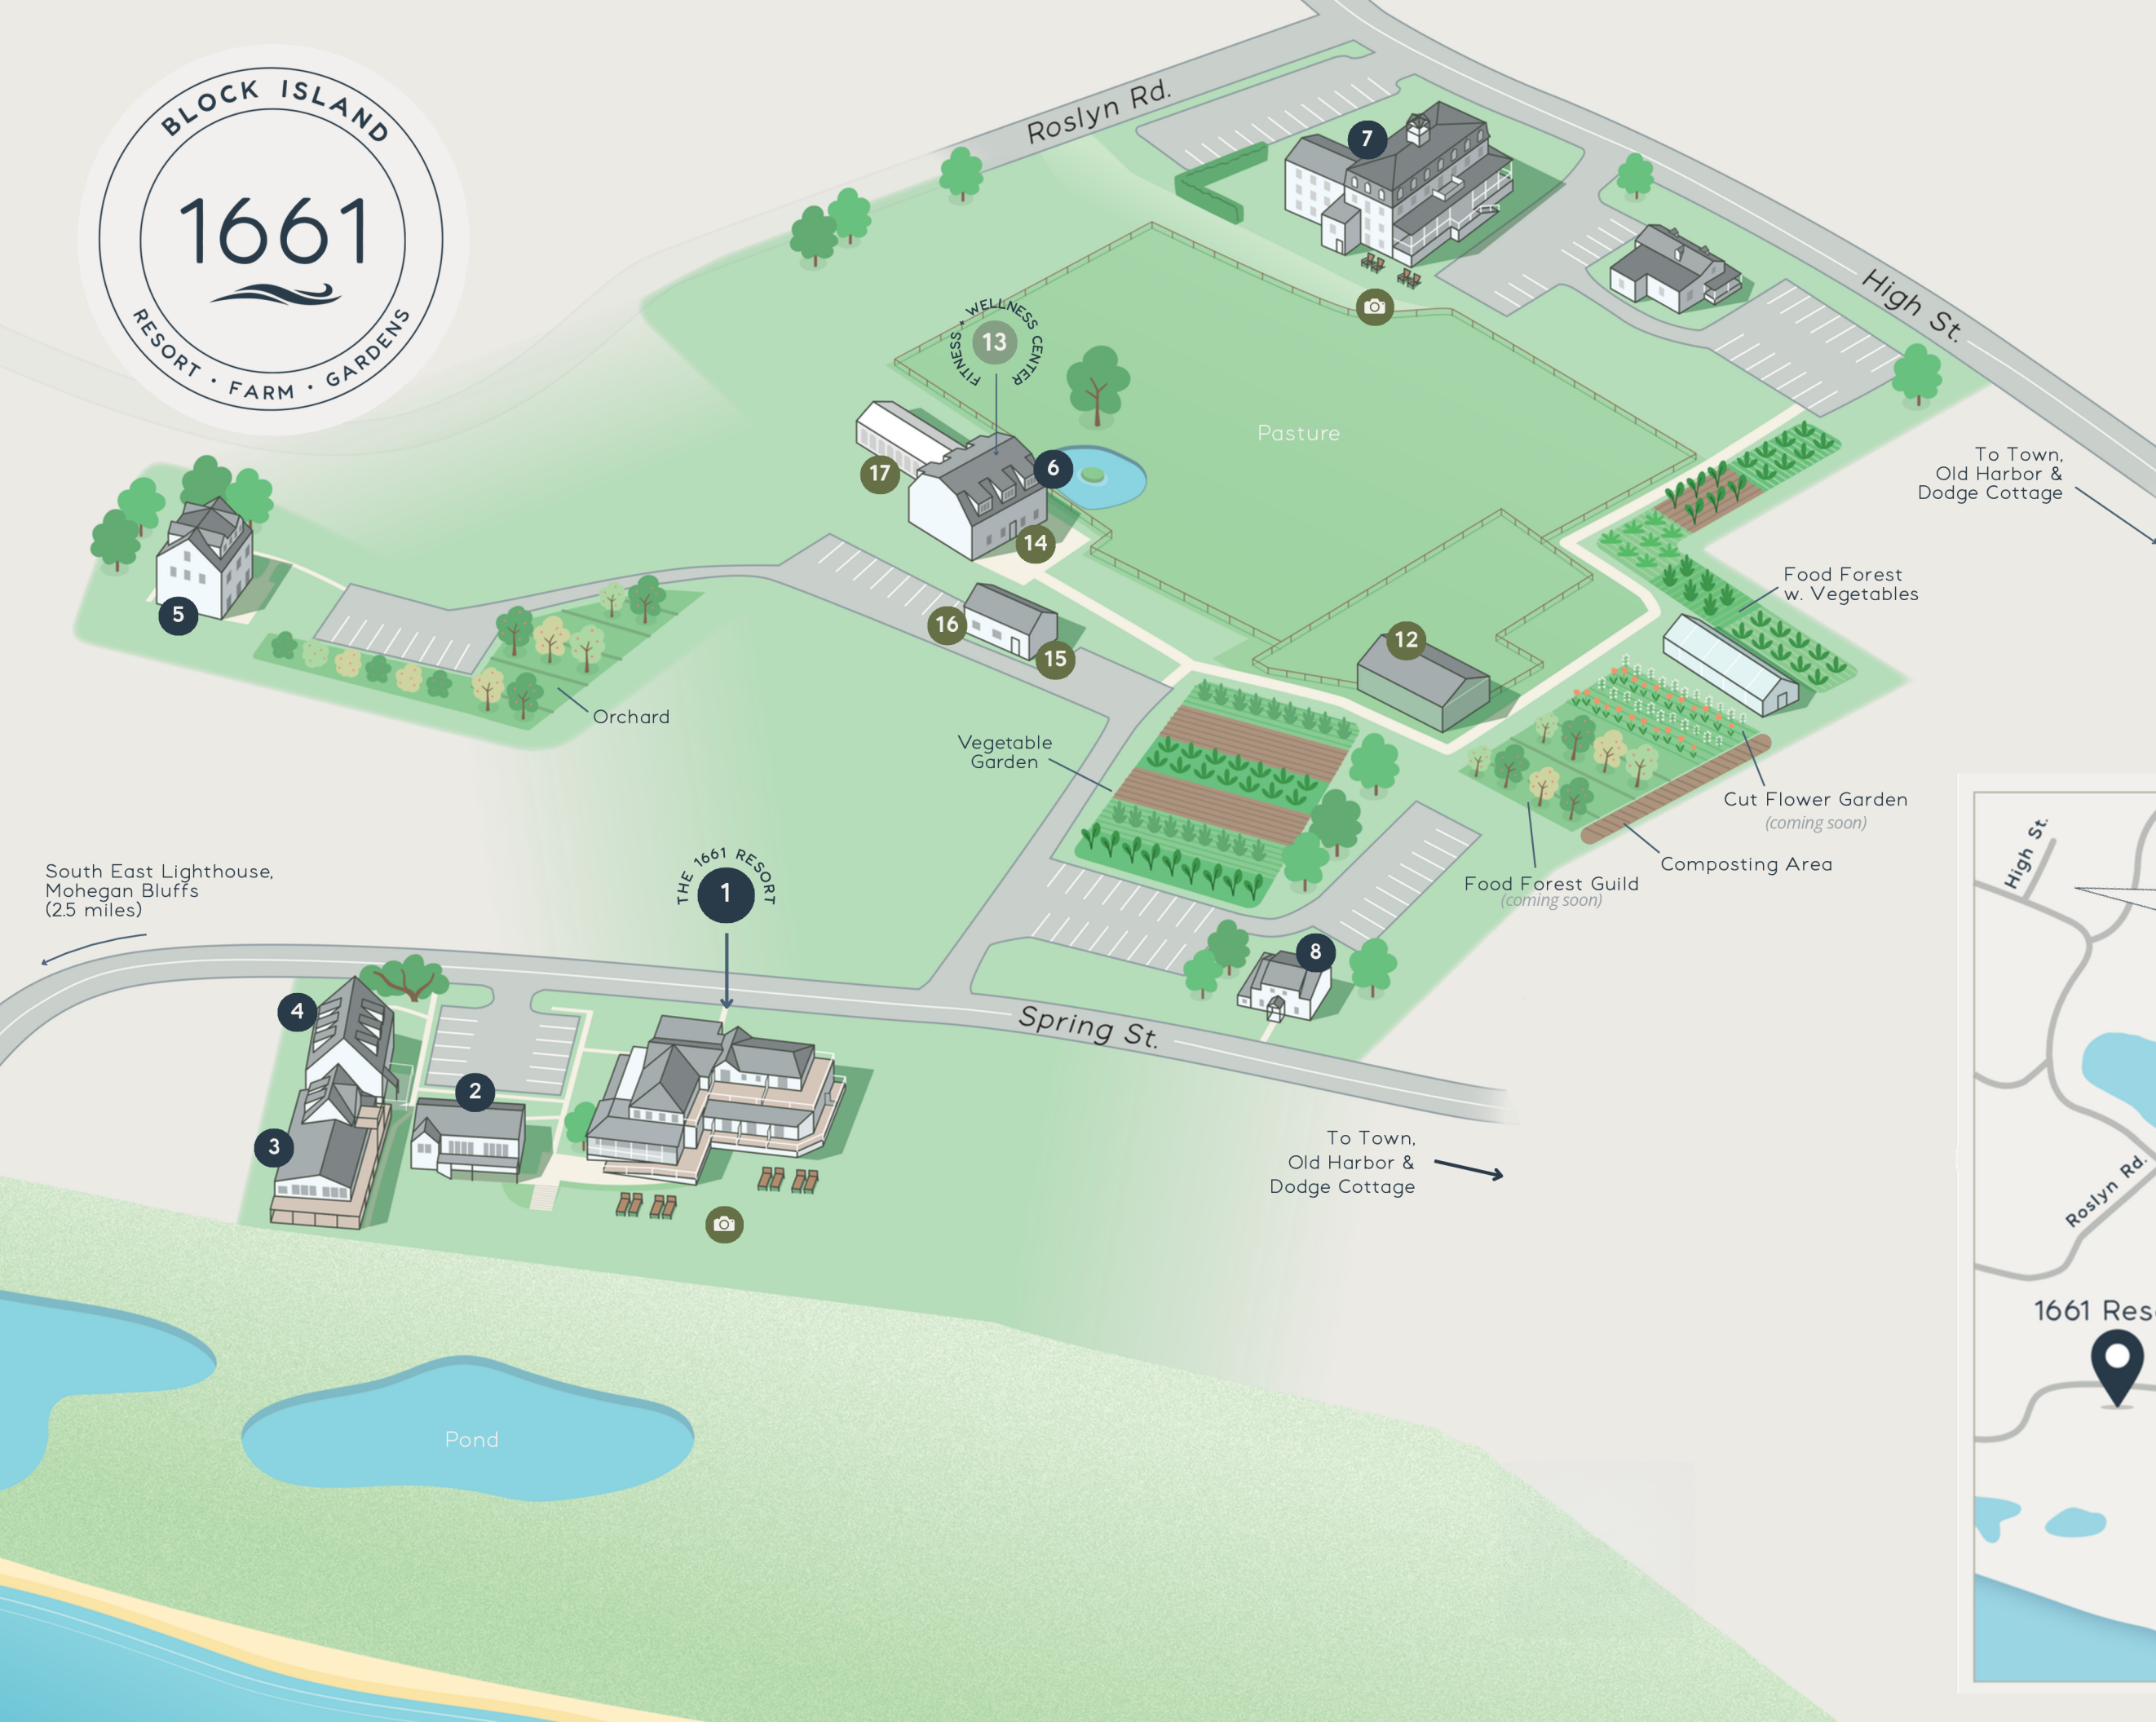 BLOCK ISLAND
1661
RESORT · FARM · GARDENS
Roslyn Rd.
7
High St.
FITNESS · WELLNESS CENTER
13
Pasture
To Town,
Old Harbor &
Dodge Cottage
17
6
14
Food Forest
w. Vegetables
5
16
15
12
Orchard
Vegetable
Garden
Cut Flower Garden
(coming soon)
Composting Area
Food Forest Guild
(coming soon)
South East Lighthouse,
Mohegan Bluffs
(2.5 miles)
THE 1661 RESORT
1
8
4
Spring St.
2
3
To Town,
Old Harbor &
Dodge Cottage
Pond
High St.
Roslyn Rd.
1661